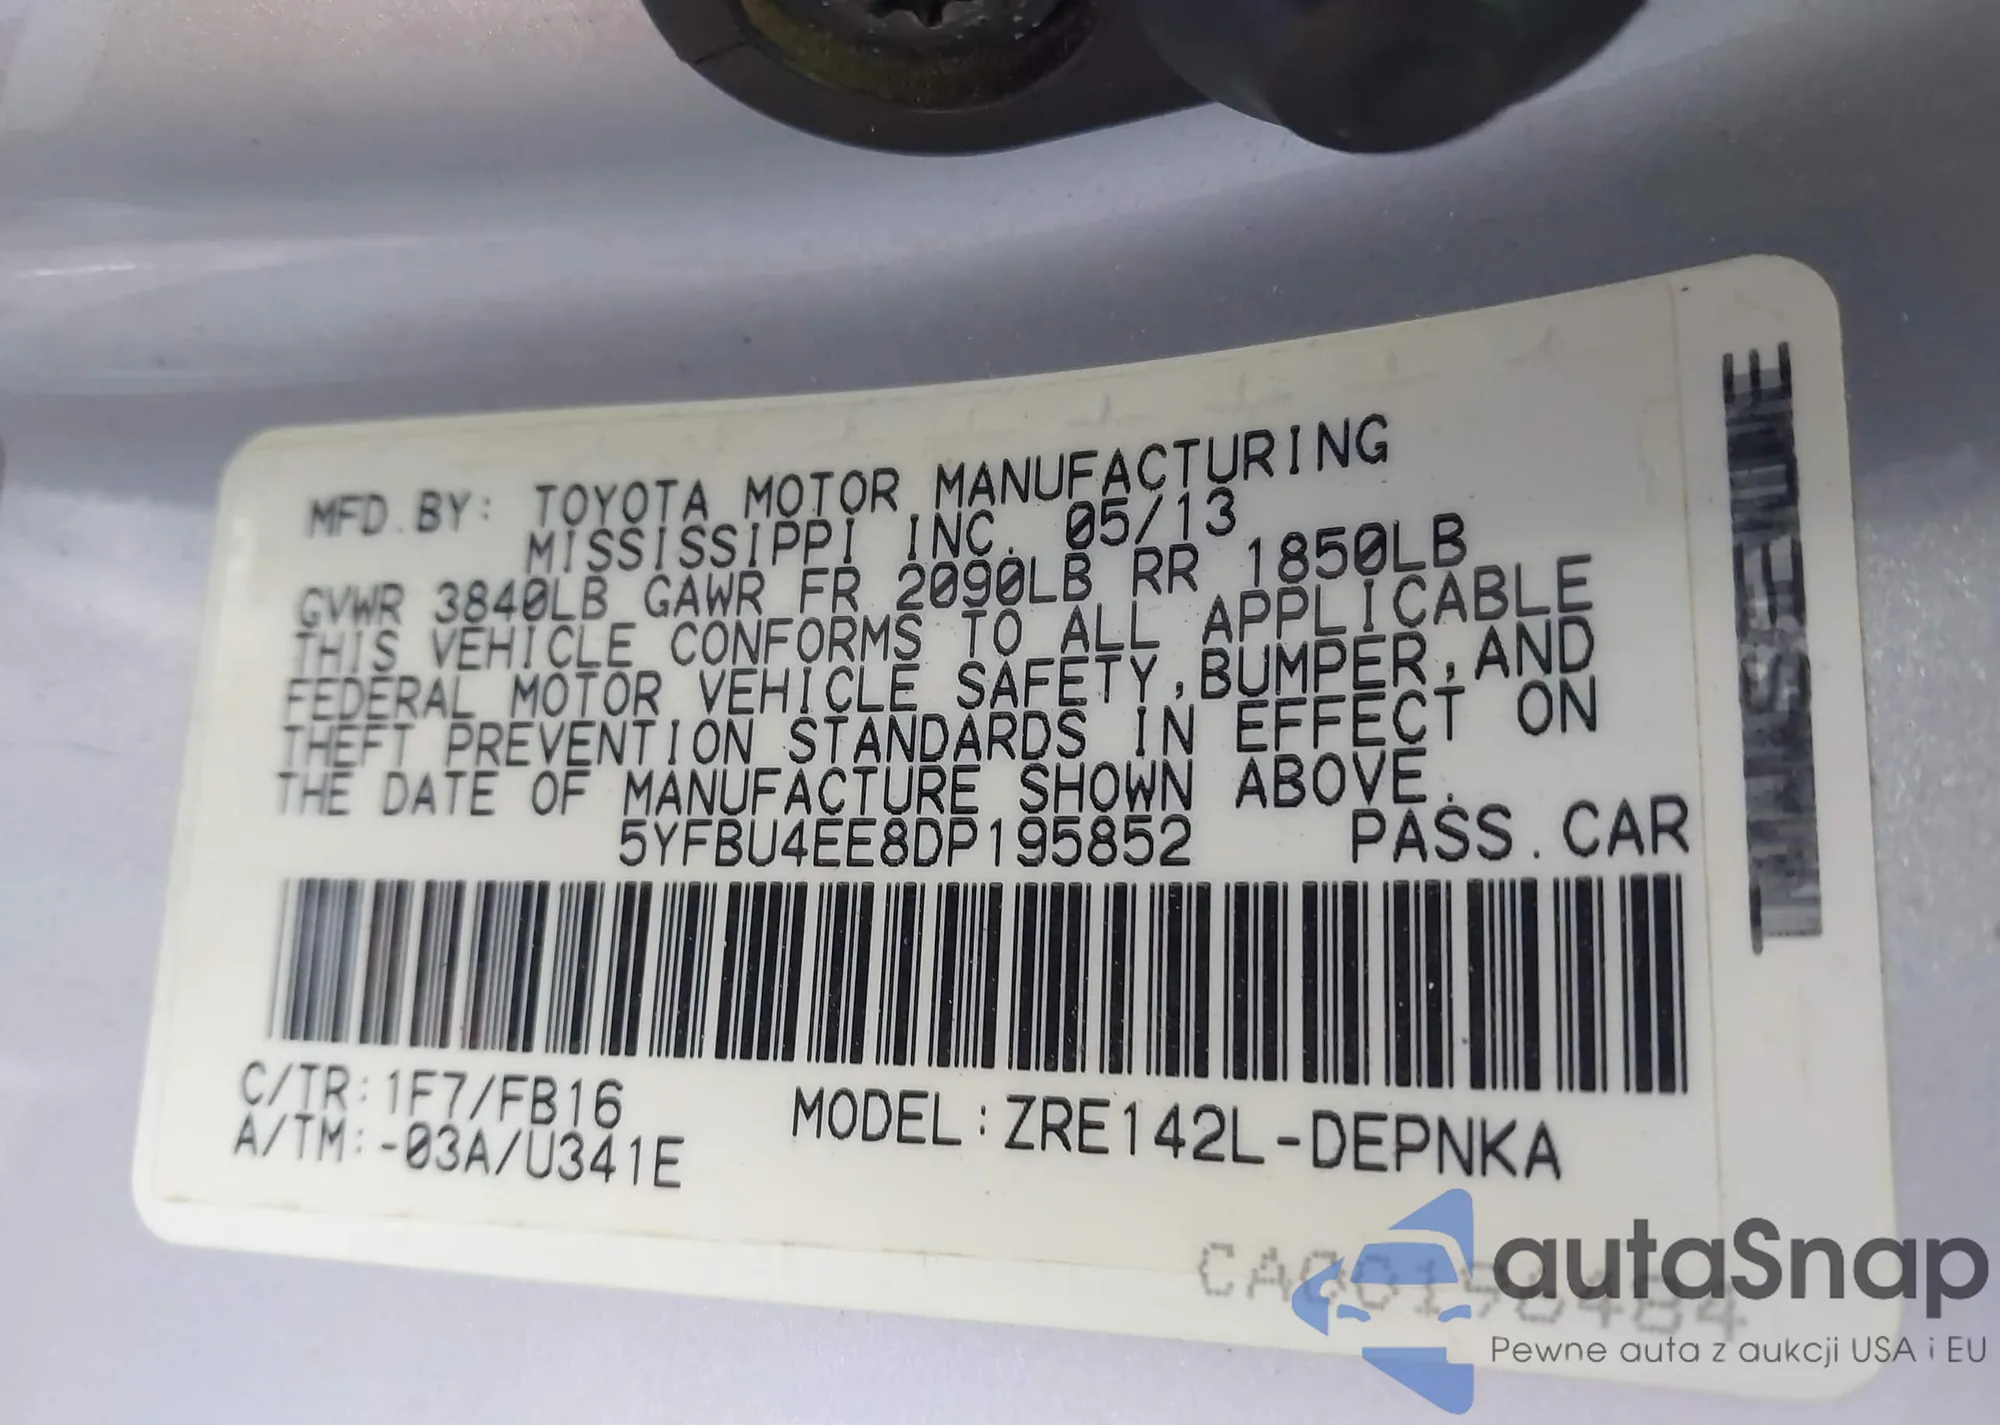 MFD. BY: TOYOTA MOTOR MANUFACTURING
MISSISSIPPI INC. 05/13
GVWR 3840LB GAWR FR 2090LB RR 1850LB
THIS VEHICLE CONFORMS TO ALL APPLICABLE
FEDERAL MOTOR VEHICLE SAFETY,BUMPER,AND
THEFT PREVENTION STANDARDS IN EFFECT ON
THE DATE OF MANUFACTURE SHOWN ABOVE.
5YFBU4EE8DP195852 PASS.CAR
C/TR:1F7/FB16
A/TM:-03A/U341E
MODEL:ZRE142L-DEPNKA
autaSnap
Pewne auta z aukcji USA i EU